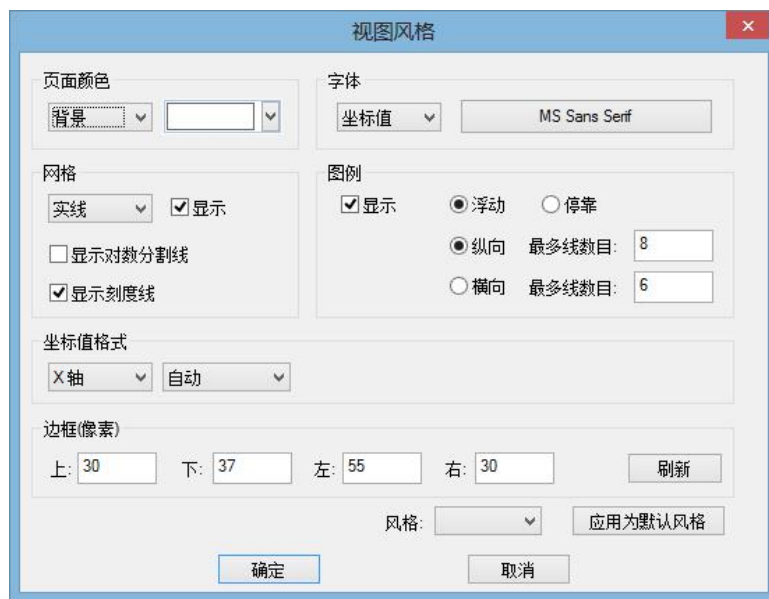 视图风格
页面颜色
背景
字体
坐标值 MS Sans Serif
网格
实线 显示
显示对数分割线
显示刻度线
图例
显示 浮动 停靠
纵向 最多线数目: 8
横向 最多线数目: 6
坐标值格式
X轴 自动
边框(像素)
上: 30 下: 37 左: 55 右: 30 刷新
风格: 应用为默认风格
确定 取消